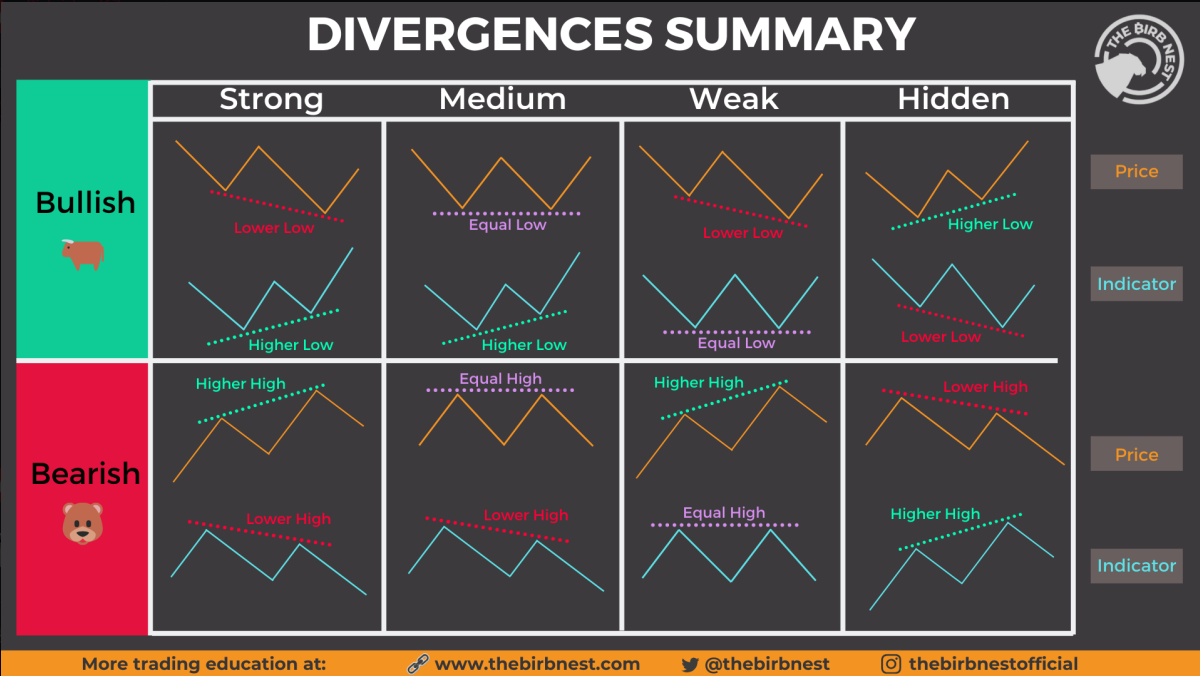 DIVERGENCES SUMMARY
THE BIRB NEST
Strong
Medium
Weak
Hidden
Bullish
Lower Low
Equal Low
Lower Low
Higher Low
Price
Higher Low
Higher Low
Equal Low
Lower Low
Indicator
Bearish
Higher High
Equal High
Higher High
Lower High
Price
Lower High
Lower High
Equal High
Higher High
Indicator
More trading education at:
www.thebirbnest.com
@thebirbnest
thebirbnestofficial